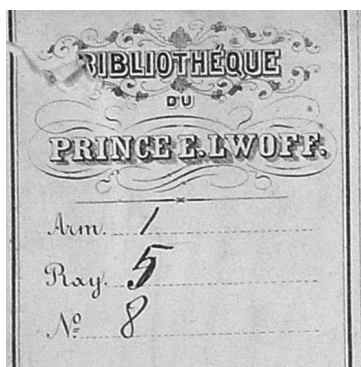 BIBLIOTHÉQUE
DU
PRINCE E. LWOFF.
Arm. 1
Ray. 5
Nº 8